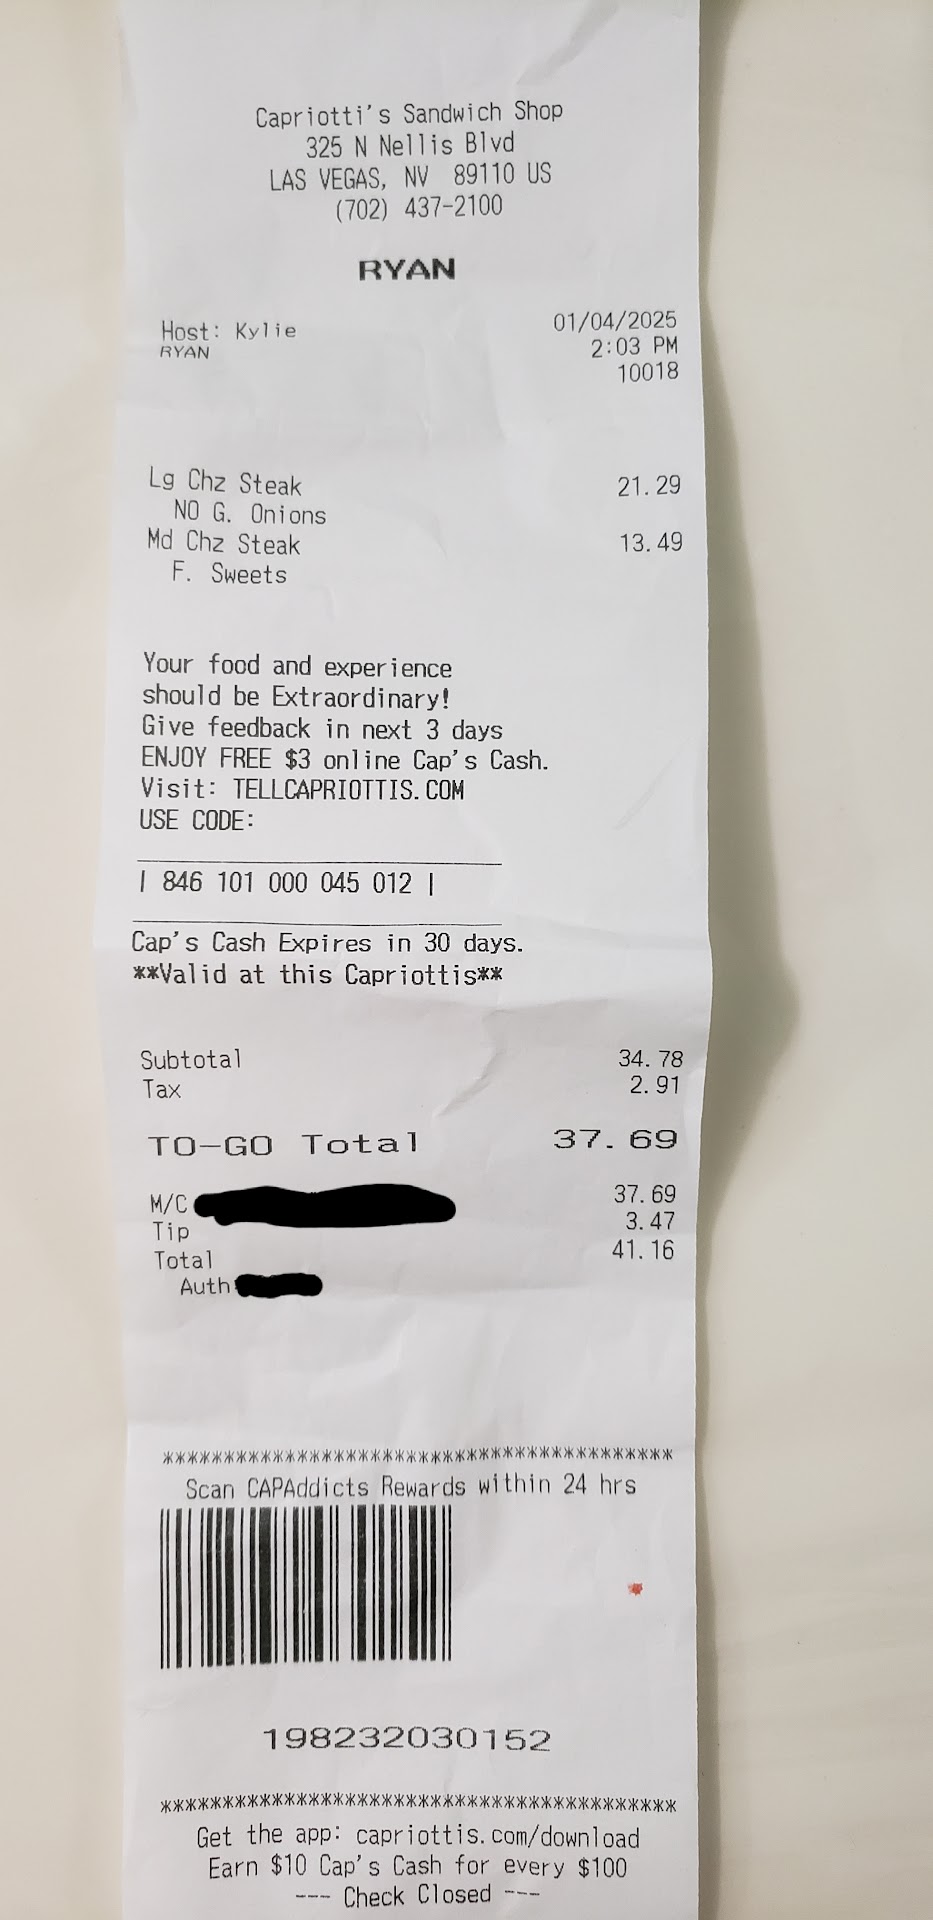 Capriotti's Sandwich Shop
325 N Nellis Blvd
LAS VEGAS, NV 89110 US
(702) 437-2100
RYAN
Host: Kylie 01/04/2025
RYAN 2:03 PM
10018
Lg Chz Steak 21.29
NO G. Onions
Md Chz Steak 13.49
F. Sweets
Your food and experience
should be Extraordinary!
Give feedback in next 3 days
ENJOY FREE $3 online Cap's Cash.
Visit: TELLCAPRIOTTIS.COM
USE CODE:
| 846 101 000 045 012 |
Cap's Cash Expires in 30 days.
**Valid at this Capriottis**
Subtotal 34.78
Tax 2.91
TO-GO Total 37.69
M/C 37.69
Tip 3.47
Total 41.16
Auth
******************************************
Scan CAPAddicts Rewards within 24 hrs
198232030152
******************************************
Get the app: capriottis.com/download
Earn $10 Cap's Cash for every $100
--- Check Closed ---